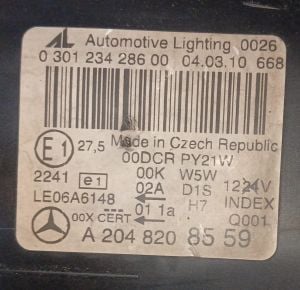 AL Automotive Lighting 0026
0 301 234 286 00 04.03.10 668
Made in Czech Republic
E1 27,5 00DCR PY21W
2241 e1 00K W5W
02A D1S 12V
LE06A6148 01 1a H7 INDEX
00X CERT Q001
A 204 820 85 59